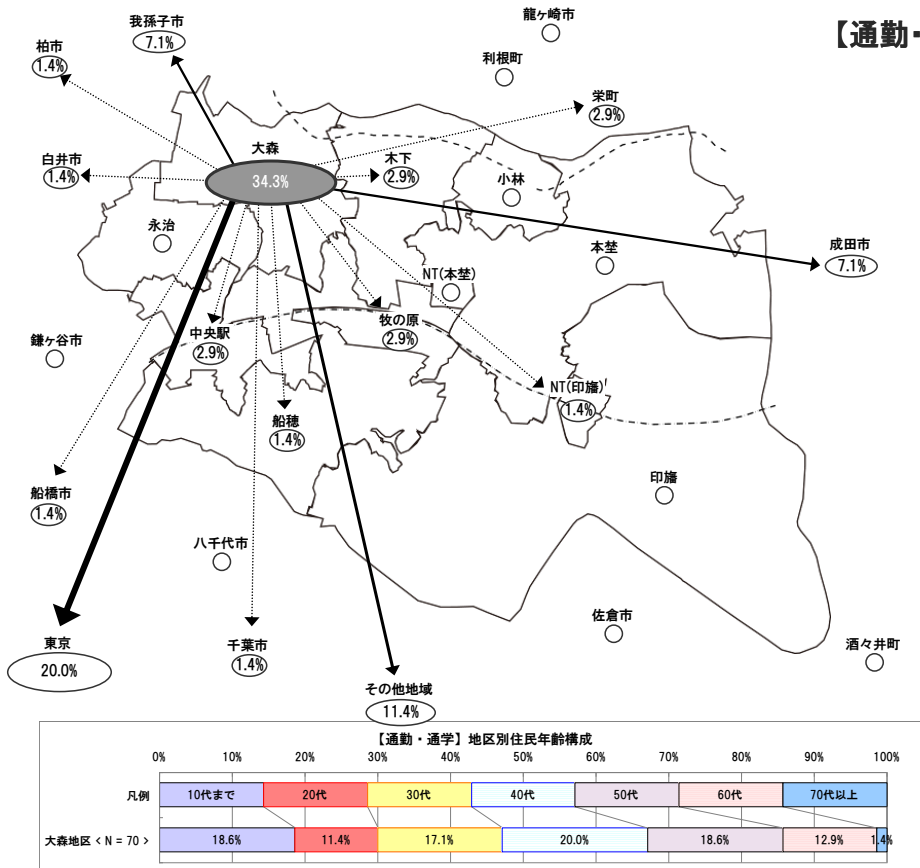 【通勤・
龍ヶ崎市
我孫子市
7.1%
柏市
1.4%
利根町
栄町
2.9%
大森
34.3%
白井市
1.4%
木下
2.9%
小林
永治
本埜
成田市
7.1%
NT(本埜)
中央駅
2.9%
牧の原
2.9%
鎌ヶ谷市
NT(印旛)
1.4%
船穂
1.4%
船橋市
1.4%
印旛
八千代市
佐倉市
東京
20.0%
千葉市
1.4%
酒々井町
その他地域
11.4%
【通勤・通学】地区別住民年齢構成
0% 10% 20% 30% 40% 50% 60% 70% 80% 90% 100%
凡例 10代まで 20代 30代 40代 50代 60代 70代以上
大森地区 < N = 70 > 18.6% 11.4% 17.1% 20.0% 18.6% 12.9% 1.4%